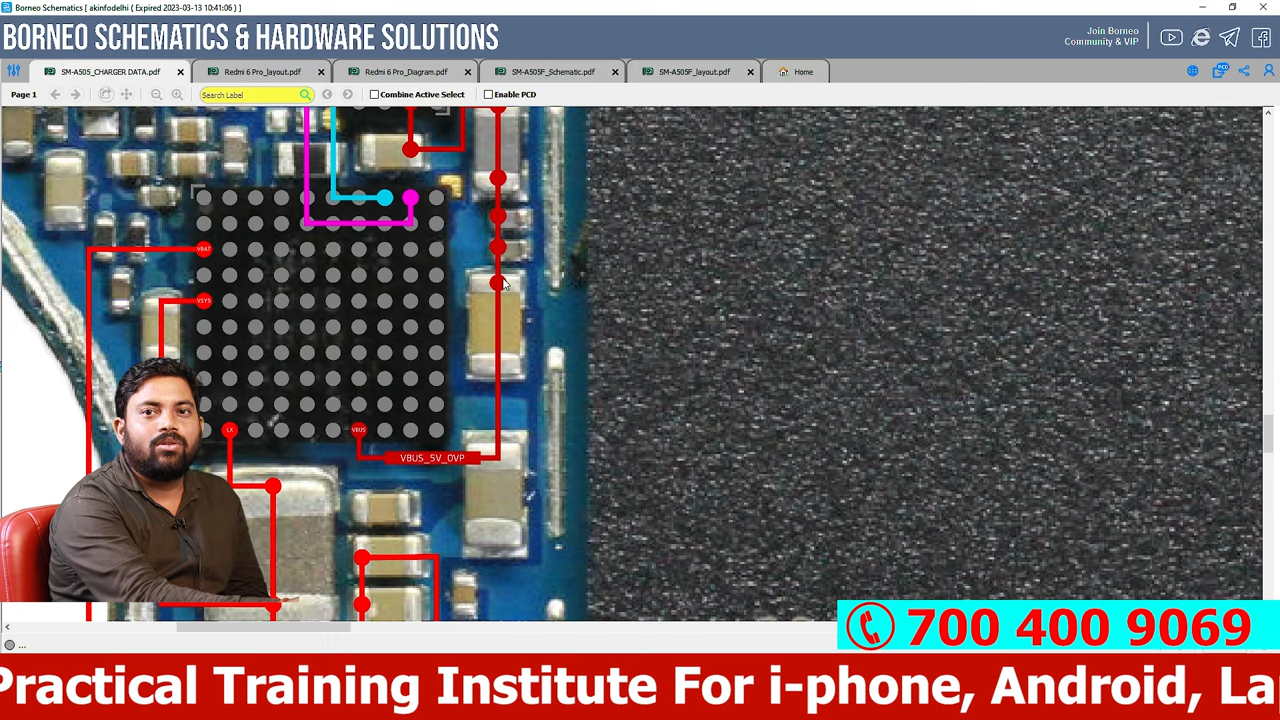 Borneo Schematics [ akinfodelhi ( Expired 2023-03-13 10:41:06 ) ]
BORNEO SCHEMATICS & HARDWARE SOLUTIONS
Join Borneo
Community & VIP
SM-A505_CHARGER DATA.pdf
Redmi 6 Pro_layout.pdf
Redmi 6 Pro_Diagram.pdf
SM-A505F_Schematic.pdf
SM-A505F_layout.pdf
Home
PCD
Page 1
Search Label
Combine Active Select
Enable PCD
VBAT
VSYS
LX
VBUS
VBUS_5V_OVP
...
700 400 9069
Practical Training Institute For i-phone, Android, La